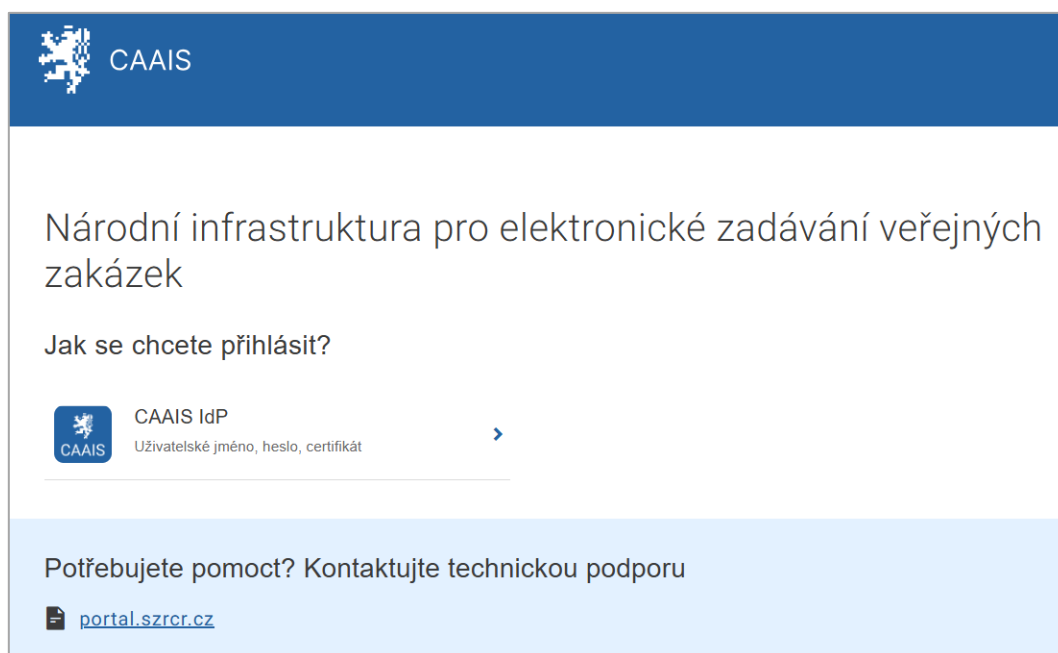 CAAIS
Národní infrastruktura pro elektronické zadávání veřejných
zakázek
Jak se chcete přihlásit?
CAAIS IdP
CAAIS
Uživatelské jméno, heslo, certifikát
Potřebujete pomoct? Kontaktujte technickou podporu
portal.szrcr.cz